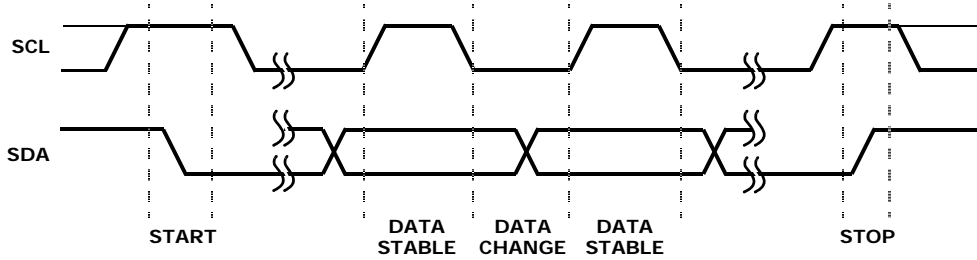 SCL
SDA
START
DATA STABLE
DATA CHANGE
DATA STABLE
STOP